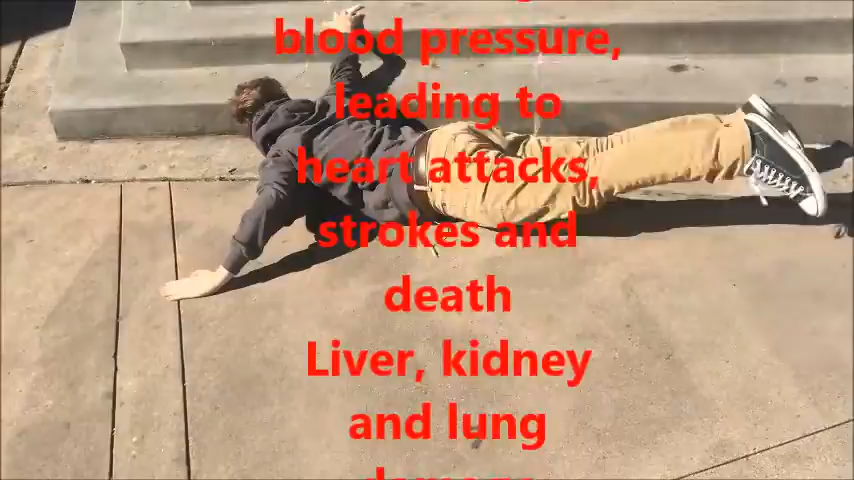 blood pressure,
leading to
heart attacks,
strokes and
death
Liver, kidney
and lung